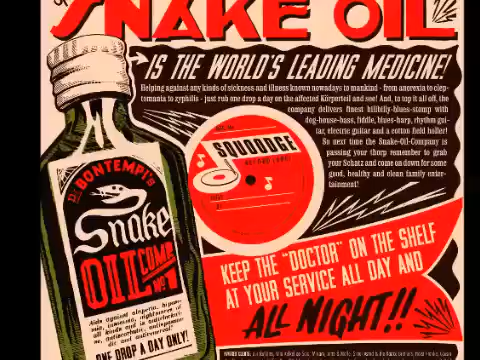 SNAKE OIL
IS THE WORLD'S LEADING MEDICINE!
Helping against any kinds of sickness and illness known nowadays to mankind - from anorexia to clep-
tomania to zyphilis - just rub one drop a day on the affected Körperteil and see! And, to top it all off, the
company delivers finest hillbilly-blues-stomp with
dog-house-bass, fiddle, blues-harp, rhythm gui-
tar, electric guitar and a cotton field holler!
So next time the Snake-Oil-Company is
passing your thorp remember to grab
your Schatz and come on down for some
good, healthy and clean family enter-
tainment!
SQUODGE
RECORDS
Dr. BONTEMPI'S
Snake
OIL COMP.
No 1
ONE DROP A DAY ONLY!
KEEP THE "DOCTOR" ON THE SHELF
AT YOUR SERVICE ALL DAY AND
ALL NIGHT!!